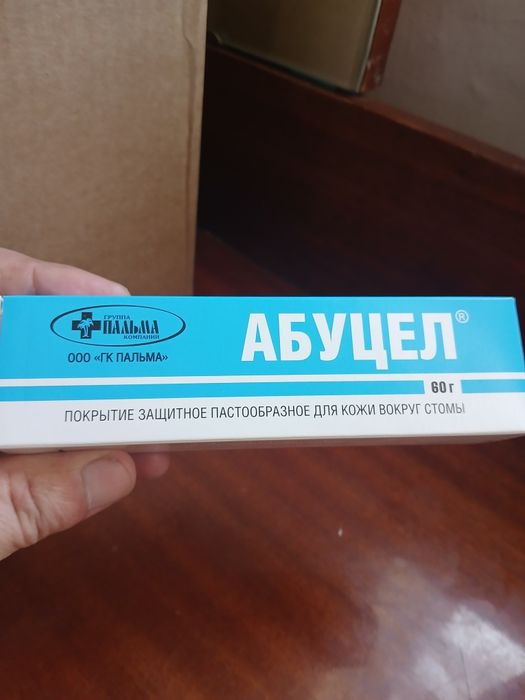 ГРУППА
ПАЛЬМА
КОМПАНИЙ
ООО «ГК ПАЛЬМА»
АБУЦЕЛ®
60 г
ПОКРЫТИЕ ЗАЩИТНОЕ ПАСТООБРАЗНОЕ ДЛЯ КОЖИ ВОКРУГ СТОМЫ